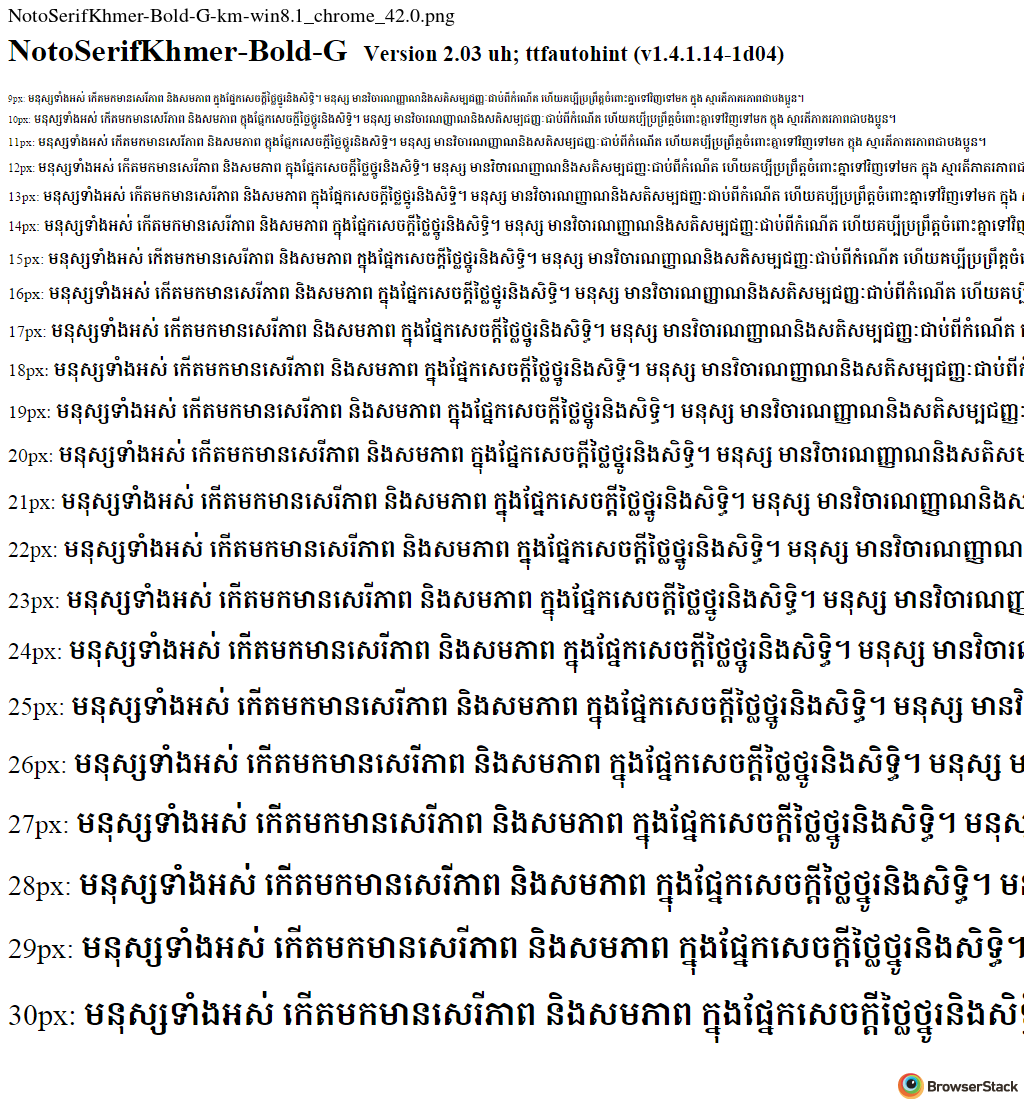 NotoSerifKhmer-Bold-G-km-win8.1_chrome_42.0.png
NotoSerifKhmer-Bold-G Version 2.03 uh; ttfautohint (v1.4.1.14-1d04)
9px: មនុស្សទាំងអស់ កើតមកមានសេរីភាព និងសមភាព ក្នុងផ្នែកសេចក្ដីថ្លៃថ្នូរនិងសិទ្ធិ។ មនុស្ស មានវិចារណញ្ញាណនិងសតិសម្បជញ្ញៈជាប់ពីកំណើត ហើយគប្បីប្រព្រឹត្តចំពោះគ្នាទៅវិញទៅមក ក្នុង ស្មារតីភាតរភាពជាបងប្អូន។
10px: មនុស្សទាំងអស់ កើតមកមានសេរីភាព និងសមភាព ក្នុងផ្នែកសេចក្ដីថ្លៃថ្នូរនិងសិទ្ធិ។ មនុស្ស មានវិចារណញ្ញាណនិងសតិសម្បជញ្ញៈជាប់ពីកំណើត ហើយគប្បីប្រព្រឹត្តចំពោះគ្នាទៅវិញទៅមក ក្នុង ស្មារតីភាតរភាពជាបងប្អូន។
11px: មនុស្សទាំងអស់ កើតមកមានសេរីភាព និងសមភាព ក្នុងផ្នែកសេចក្ដីថ្លៃថ្នូរនិងសិទ្ធិ។ មនុស្ស មានវិចារណញ្ញាណនិងសតិសម្បជញ្ញៈជាប់ពីកំណើត ហើយគប្បីប្រព្រឹត្តចំពោះគ្នាទៅវិញទៅមក ក្នុង ស្មារតីភាតរភាពជាបងប្អូន។
12px: មនុស្សទាំងអស់ កើតមកមានសេរីភាព និងសមភាព ក្នុងផ្នែកសេចក្ដីថ្លៃថ្នូរនិងសិទ្ធិ។ មនុស្ស មានវិចារណញ្ញាណនិងសតិសម្បជញ្ញៈជាប់ពីកំណើត ហើយគប្បីប្រព្រឹត្តចំពោះគ្នាទៅវិញទៅមក ក្នុង ស្មារតីភាតរភាពជ
13px: មនុស្សទាំងអស់ កើតមកមានសេរីភាព និងសមភាព ក្នុងផ្នែកសេចក្ដីថ្លៃថ្នូរនិងសិទ្ធិ។ មនុស្ស មានវិចារណញ្ញាណនិងសតិសម្បជញ្ញៈជាប់ពីកំណើត ហើយគប្បីប្រព្រឹត្តចំពោះគ្នាទៅវិញទៅមក ក្នុង
14px: មនុស្សទាំងអស់ កើតមកមានសេរីភាព និងសមភាព ក្នុងផ្នែកសេចក្ដីថ្លៃថ្នូរនិងសិទ្ធិ។ មនុស្ស មានវិចារណញ្ញាណនិងសតិសម្បជញ្ញៈជាប់ពីកំណើត ហើយគប្បីប្រព្រឹត្តចំពោះគ្នាទៅវិញ
15px: មនុស្សទាំងអស់ កើតមកមានសេរីភាព និងសមភាព ក្នុងផ្នែកសេចក្ដីថ្លៃថ្នូរនិងសិទ្ធិ។ មនុស្ស មានវិចារណញ្ញាណនិងសតិសម្បជញ្ញៈជាប់ពីកំណើត ហើយគប្បីប្រព្រឹត្តចំ
16px: មនុស្សទាំងអស់ កើតមកមានសេរីភាព និងសមភាព ក្នុងផ្នែកសេចក្ដីថ្លៃថ្នូរនិងសិទ្ធិ។ មនុស្ស មានវិចារណញ្ញាណនិងសតិសម្បជញ្ញៈជាប់ពីកំណើត ហើយគប្បី
17px: មនុស្សទាំងអស់ កើតមកមានសេរីភាព និងសមភាព ក្នុងផ្នែកសេចក្ដីថ្លៃថ្នូរនិងសិទ្ធិ។ មនុស្ស មានវិចារណញ្ញាណនិងសតិសម្បជញ្ញៈជាប់ពីកំណើត
18px: មនុស្សទាំងអស់ កើតមកមានសេរីភាព និងសមភាព ក្នុងផ្នែកសេចក្ដីថ្លៃថ្នូរនិងសិទ្ធិ។ មនុស្ស មានវិចារណញ្ញាណនិងសតិសម្បជញ្ញៈជាប់ពីក
19px: មនុស្សទាំងអស់ កើតមកមានសេរីភាព និងសមភាព ក្នុងផ្នែកសេចក្ដីថ្លៃថ្នូរនិងសិទ្ធិ។ មនុស្ស មានវិចារណញ្ញាណនិងសតិសម្បជញ្ញៈ
20px: មនុស្សទាំងអស់ កើតមកមានសេរីភាព និងសមភាព ក្នុងផ្នែកសេចក្ដីថ្លៃថ្នូរនិងសិទ្ធិ។ មនុស្ស មានវិចារណញ្ញាណនិងសតិសម
21px: មនុស្សទាំងអស់ កើតមកមានសេរីភាព និងសមភាព ក្នុងផ្នែកសេចក្ដីថ្លៃថ្នូរនិងសិទ្ធិ។ មនុស្ស មានវិចារណញ្ញាណនិងស
22px: មនុស្សទាំងអស់ កើតមកមានសេរីភាព និងសមភាព ក្នុងផ្នែកសេចក្ដីថ្លៃថ្នូរនិងសិទ្ធិ។ មនុស្ស មានវិចារណញ្ញាណ
23px: មនុស្សទាំងអស់ កើតមកមានសេរីភាព និងសមភាព ក្នុងផ្នែកសេចក្ដីថ្លៃថ្នូរនិងសិទ្ធិ។ មនុស្ស មានវិចារណញ្ញ
24px: មនុស្សទាំងអស់ កើតមកមានសេរីភាព និងសមភាព ក្នុងផ្នែកសេចក្ដីថ្លៃថ្នូរនិងសិទ្ធិ។ មនុស្ស មានវិចារ
25px: មនុស្សទាំងអស់ កើតមកមានសេរីភាព និងសមភាព ក្នុងផ្នែកសេចក្ដីថ្លៃថ្នូរនិងសិទ្ធិ។ មនុស្ស មានវិ
26px: មនុស្សទាំងអស់ កើតមកមានសេរីភាព និងសមភាព ក្នុងផ្នែកសេចក្ដីថ្លៃថ្នូរនិងសិទ្ធិ។ មនុស្ស ម
27px: មនុស្សទាំងអស់ កើតមកមានសេរីភាព និងសមភាព ក្នុងផ្នែកសេចក្ដីថ្លៃថ្នូរនិងសិទ្ធិ។ មនុស
28px: មនុស្សទាំងអស់ កើតមកមានសេរីភាព និងសមភាព ក្នុងផ្នែកសេចក្ដីថ្លៃថ្នូរនិងសិទ្ធិ។ ម
29px: មនុស្សទាំងអស់ កើតមកមានសេរីភាព និងសមភាព ក្នុងផ្នែកសេចក្ដីថ្លៃថ្នូរនិងសិទ្ធិ។
30px: មនុស្សទាំងអស់ កើតមកមានសេរីភាព និងសមភាព ក្នុងផ្នែកសេចក្ដីថ្លៃថ្នូរនិងសិ
BrowserStack